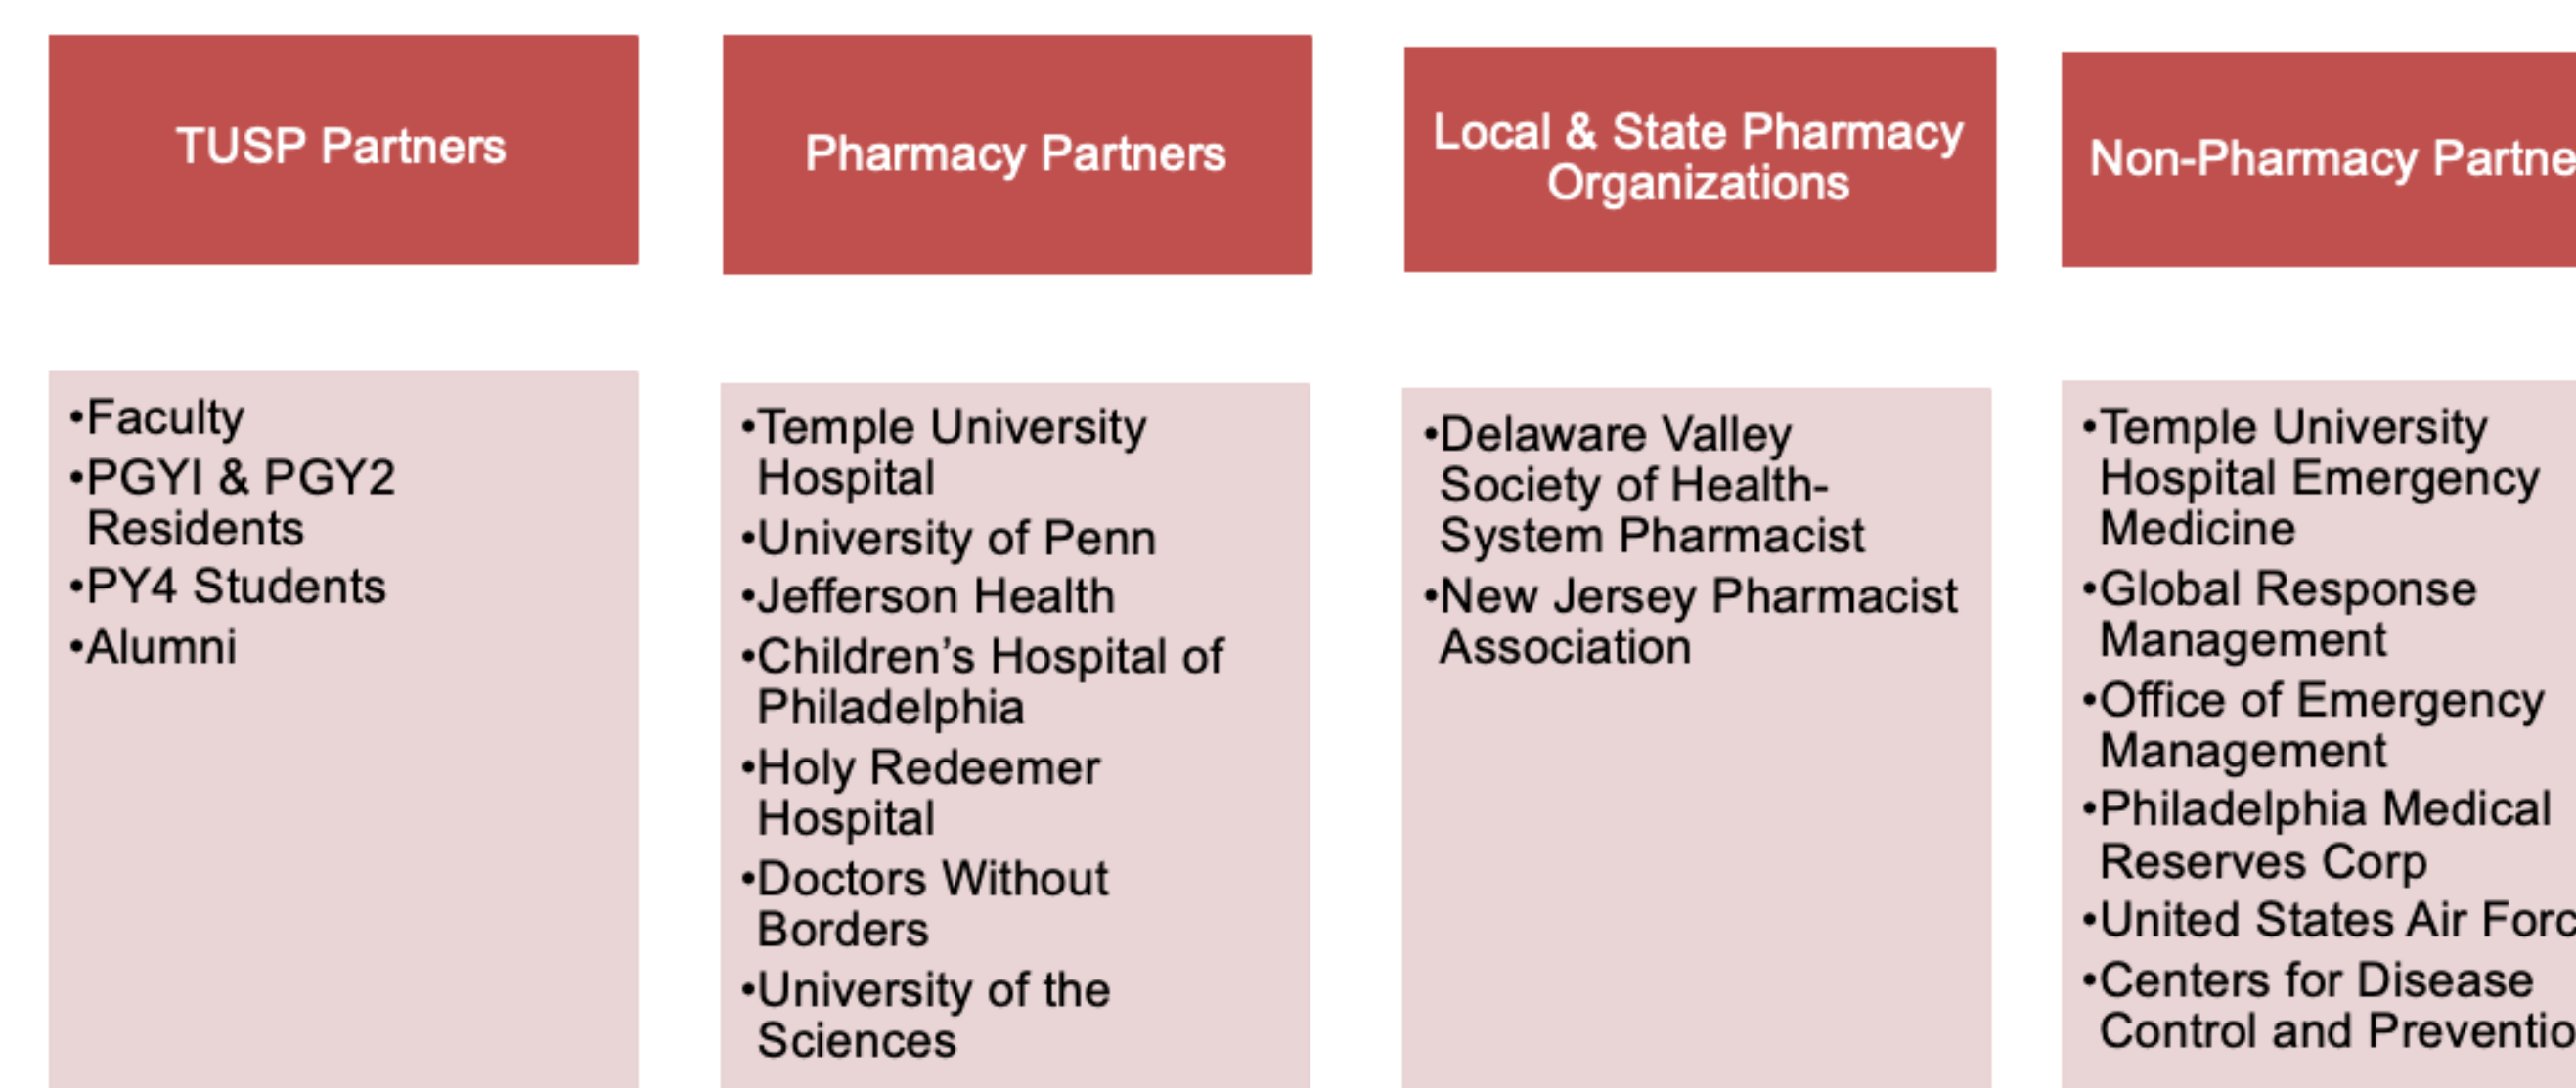 TUSP Partners
•Faculty
•PGYI & PGY2
Residents
•PY4 Students
•Alumni
Pharmacy Partners
•Temple University
Hospital
•University of Penn
•Jefferson Health
•Children’s Hospital of
Philadelphia
•Holy Redeemer
Hospital
•Doctors Without
Borders
•University of the
Sciences
Local & State Pharmacy
Organizations
•Delaware Valley
Society of Health-
System Pharmacist
•New Jersey Pharmacist
Association
Non-Pharmacy Partne
•Temple University
Hospital Emergency
Medicine
•Global Response
Management
•Office of Emergency
Management
•Philadelphia Medical
Reserves Corp
•United States Air Forc
•Centers for Disease
Control and Preventio